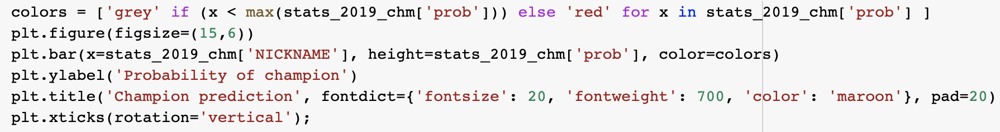 colors = ['grey' if (x < max(stats_2019_chm['prob'])) else 'red' for x in stats_2019_chm['prob'] ]
plt.figure(figsize=(15,6))
plt.bar(x=stats_2019_chm['NICKNAME'], height=stats_2019_chm['prob'], color=colors)
plt.ylabel('Probability of champion')
plt.title('Champion prediction', fontdict={'fontsize': 20, 'fontweight': 700, 'color': 'maroon'}, pad=20)
plt.xticks(rotation='vertical');